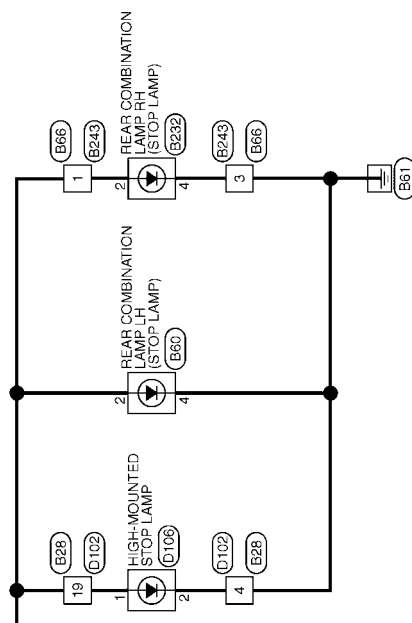 B66
B243
1
2
REAR COMBINATION
LAMP RH
(STOP LAMP)
B232
4
B243
B66
3
B61
2
REAR COMBINATION
LAMP LH
(STOP LAMP)
B60
4
B28
D102
19
1
HIGH-MOUNTED
STOP LAMP
D106
2
D102
B28
4